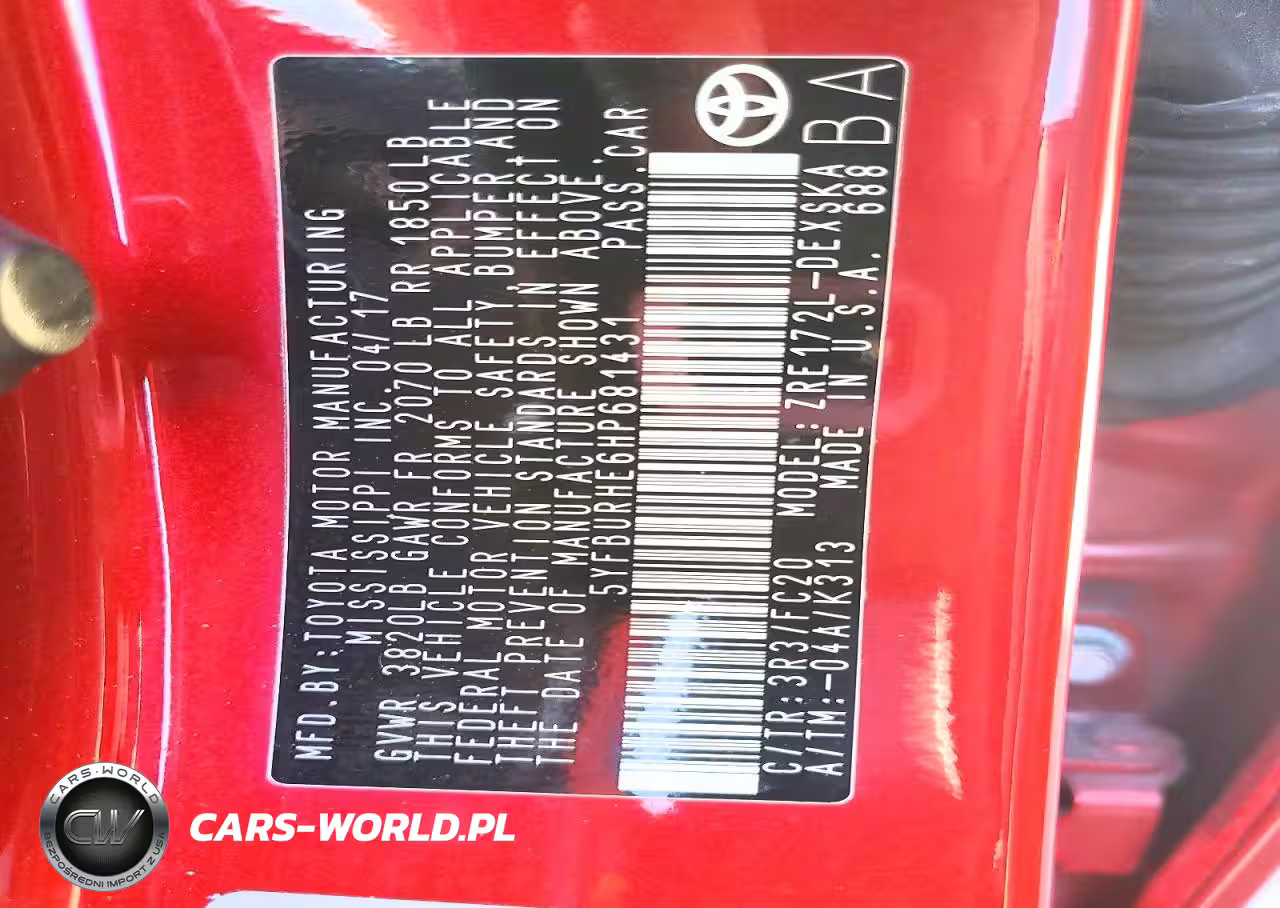 MFD.BY:TOYOTA MOTOR MANUFACTURING
MISSISSIPPI INC. 04/17
GVWR 3820LB GAWR FR 2070 LB RR 1850LB
THIS VEHICLE CONFORMS TO ALL APPLICABLE
FEDERAL MOTOR VEHICLE SAFETY, BUMPER, AND
THEFT PREVENTION STANDARDS IN EFFECT ON
THE DATE OF MANUFACTURE SHOWN ABOVE.
5YFBURHE6HP681431 PASS.CAR
C/TR:3R3/FC20 MODEL:ZRE172L-DEXSKA
A/TM:-04A/K313 MADE IN U.S.A. 688
BA
CARS-WORLD
CW
BEZPOŚREDNI IMPORT Z USA
CARS-WORLD.PL